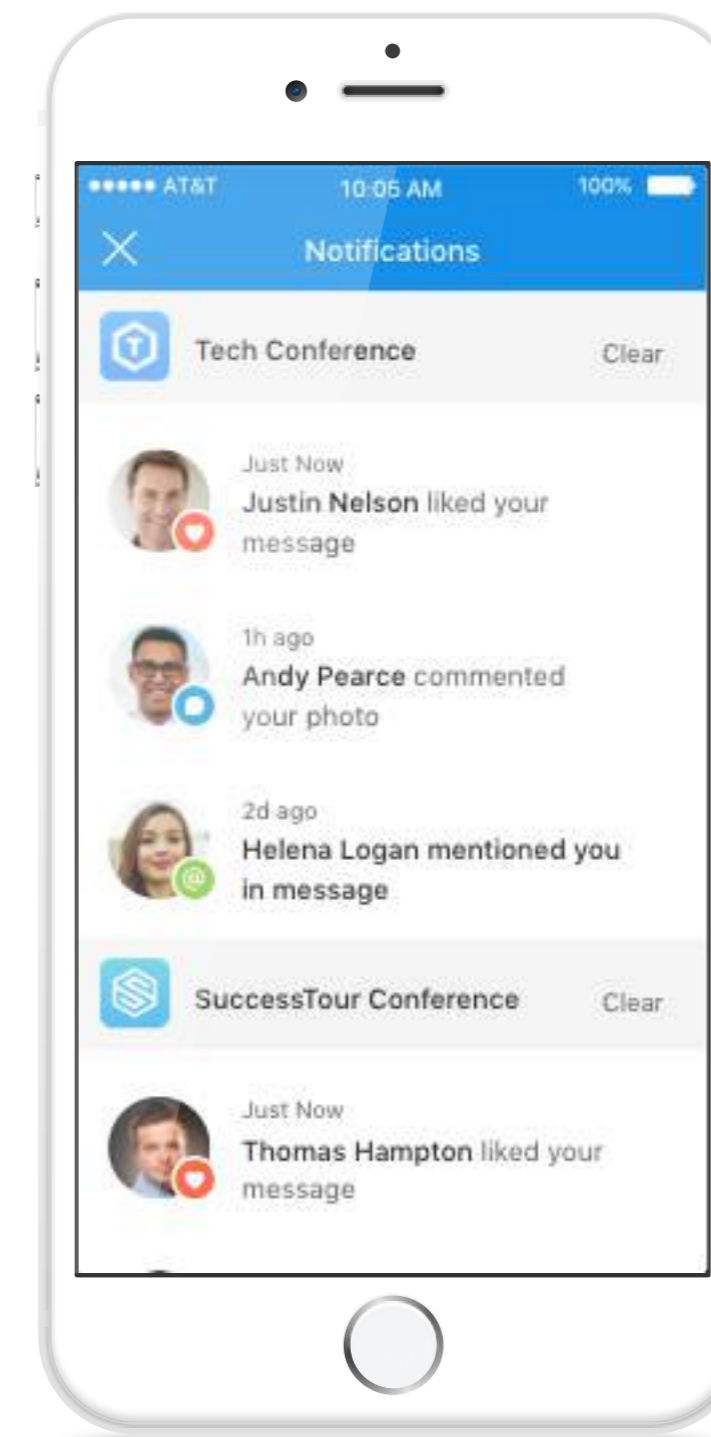 AT&T 10:05 AM 100%
Notifications
Tech Conference Clear
Just Now
Justin Nelson liked your
message
1h ago
Andy Pearce commented
your photo
2d ago
Helena Logan mentioned you
in message
SuccessTour Conference Clear
Just Now
Thomas Hampton liked your
message